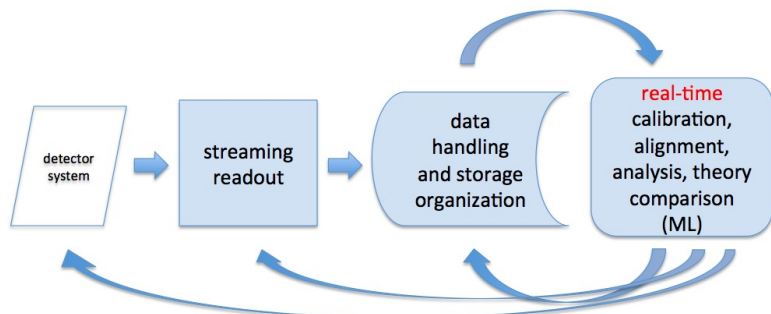 detector
system
streaming
readout
data
handling
and storage
organization
real-time
calibration,
alignment,
analysis, theory
comparison
(ML)